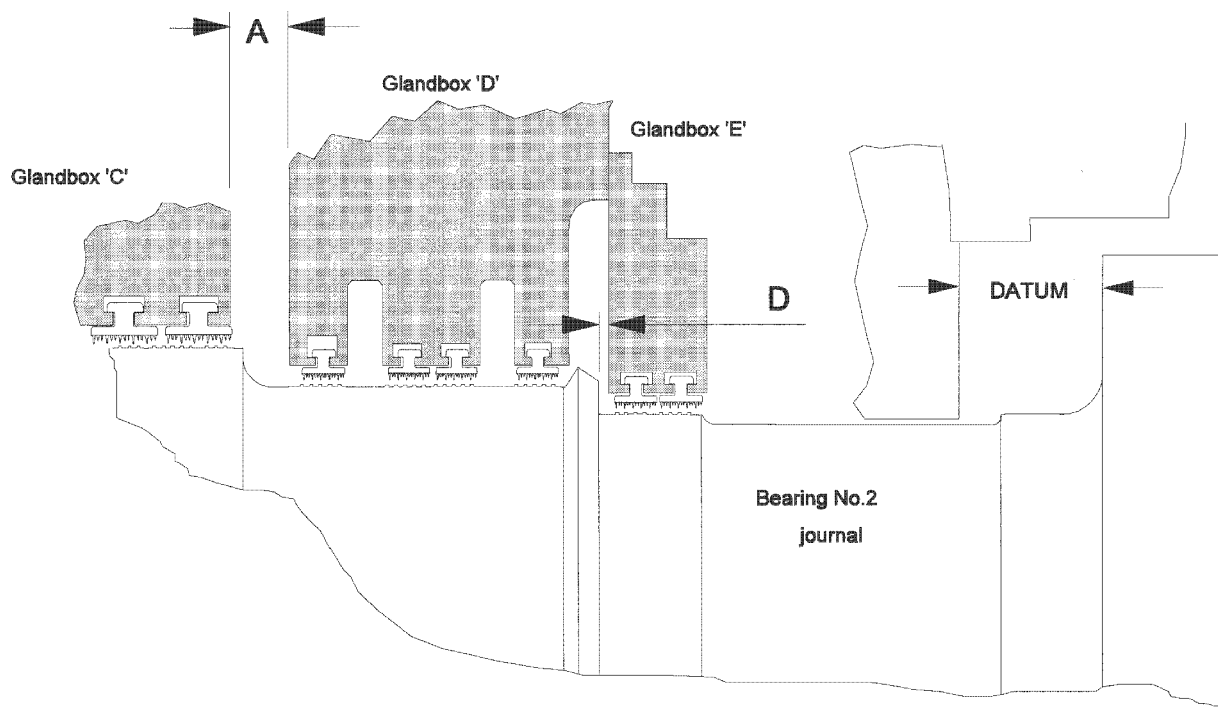 A
Glandbox 'D'
Glandbox 'E'
Glandbox 'C'
D
DATUM
Bearing No.2
journal